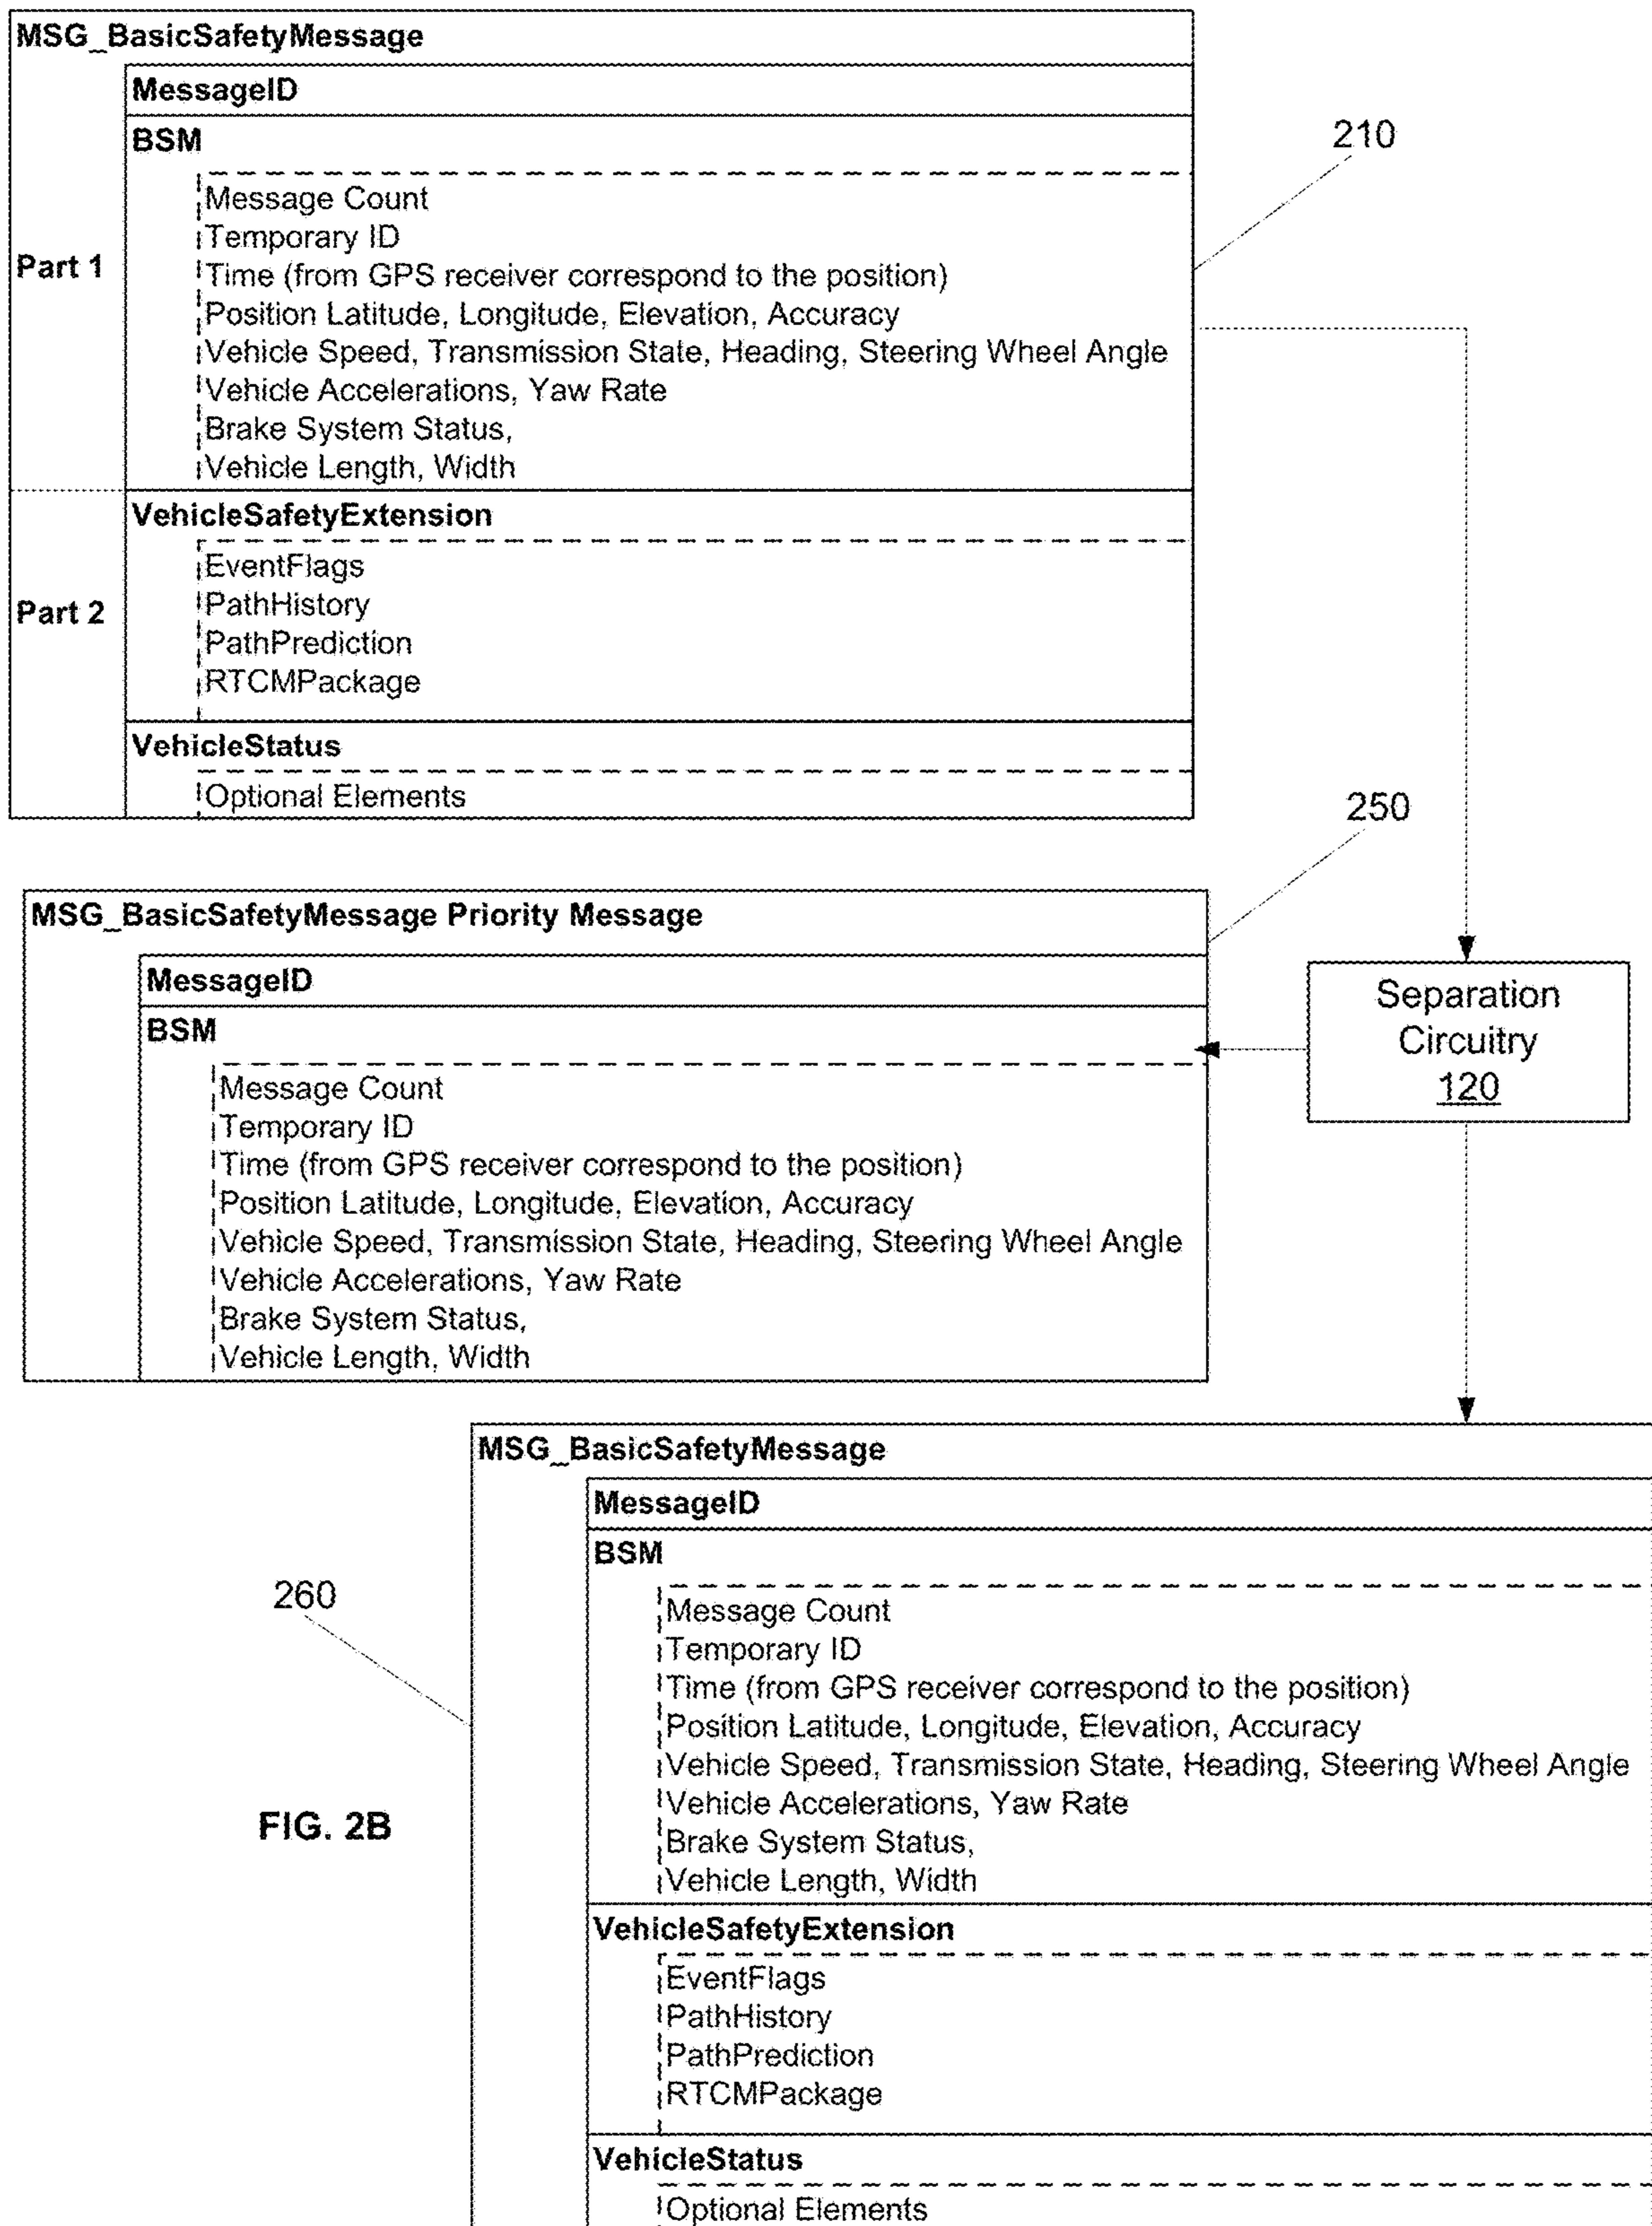 MSG_BasicSafetyMessage
MessageID
BSM
210
Message Count
Temporary ID
Part 1
Time (from GPS receiver correspond to the position)
Position Latitude, Longitude, Elevation, Accuracy
Vehicle Speed, Transmission State, Heading, Steering Wheel Angle
Vehicle Accelerations, Yaw Rate
Brake System Status,
Vehicle Length, Width
VehicleSafetyExtension
EventFlags
Part 2
PathHistory
PathPrediction
RTCMPackage
VehicleStatus
Optional Elements
250
MSG_BasicSafetyMessage Priority Message
MessageID
BSM
Message Count
Temporary ID
Time (from GPS receiver correspond to the position)
Position Latitude, Longitude, Elevation, Accuracy
Vehicle Speed, Transmission State, Heading, Steering Wheel Angle
Vehicle Accelerations, Yaw Rate
Brake System Status,
Vehicle Length, Width
Separation
Circuitry
120
MSG_BasicSafetyMessage
MessageID
BSM
260
Message Count
Temporary ID
Time (from GPS receiver correspond to the position)
Position Latitude, Longitude, Elevation, Accuracy
Vehicle Speed, Transmission State, Heading, Steering Wheel Angle
Vehicle Accelerations, Yaw Rate
Brake System Status,
Vehicle Length, Width
VehicleSafetyExtension
EventFlags
PathHistory
PathPrediction
RTCMPackage
VehicleStatus
Optional Elements
FIG. 2B